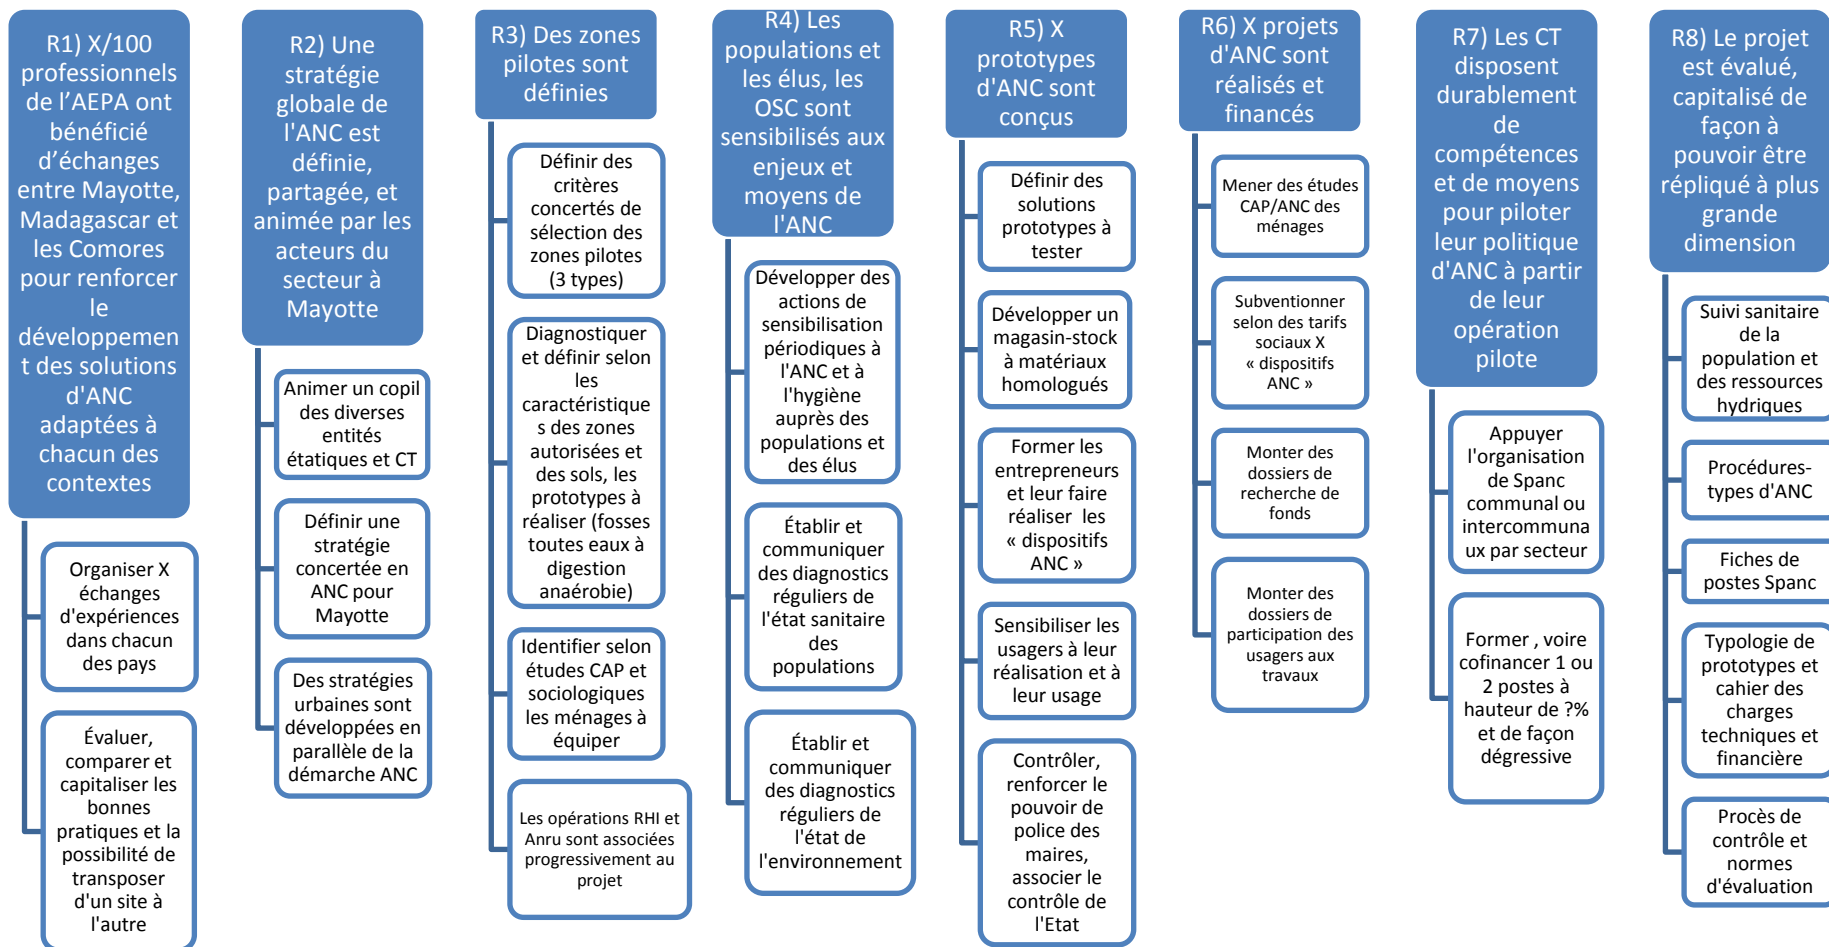 R1) X/100
professionnels
de l’AEPA ont
bénéficié
d’échanges
entre Mayotte,
Madagascar et
les Comores
pour renforcer
le
développemen
t des solutions
d'ANC
adaptées à
chacun des
contextes
Organiser X
échanges
d'expériences
dans chacun
des pays
Évaluer,
comparer et
capitaliser les
bonnes
pratiques et la
possibilité de
transposer
d'un site à
l'autre
R2) Une
stratégie
globale de
l'ANC est
définie,
partagée, et
animée par les
acteurs du
secteur à
Mayotte
Animer un copil
des diverses
entités
étatiques et CT
Définir une
stratégie
concertée en
ANC pour
Mayotte
Des stratégies
urbaines sont
développées en
parallèle de la
démarche ANC
R3) Des zones
pilotes sont
définies
Définir des
critères
concertés de
sélection des
zones pilotes
(3 types)
Diagnostiquer
et définir selon
les
caractéristique
s des zones
autorisées et
des sols, les
prototypes à
réaliser (fosses
toutes eaux à
digestion
anaérobie)
Identifier selon
études CAP et
sociologiques
les ménages à
équiper
Les opérations RHI et
Anru sont associées
progressivement au
projet
R4) Les
populations et
les élus, les
OSC sont
sensibilisés aux
enjeux et
moyens de
l'ANC
Développer des
actions de
sensibilisation
périodiques à
l'ANC et à
l'hygiène
auprès des
populations et
des élus
Établir et
communiquer
des diagnostics
réguliers de
l'état sanitaire
des
populations
Établir et
communiquer
des diagnostics
réguliers de
l'état de
l'environnement
R5) X
prototypes
d'ANC sont
conçus
Définir des
solutions
prototypes à
tester
Développer un
magasin-stock
à matériaux
homologués
Former les
entrepreneurs
et leur faire
réaliser les
« dispositifs
ANC »
Sensibiliser les
usagers à leur
réalisation et à
leur usage
Contrôler,
renforcer le
pouvoir de
police des
maires,
associer le
contrôle de
l'Etat
R6) X projets
d'ANC sont
réalisés et
financés
Mener des études
CAP/ANC des
ménages
Subventionner
selon des tarifs
sociaux X
« dispositifs
ANC »
Monter des
dossiers de
recherche de
fonds
Monter des
dossiers de
participation des
usagers aux
travaux
R7) Les CT
disposent
durablement
de
compétences
et de moyens
pour piloter
leur politique
d'ANC à partir
de leur
opération
pilote
Appuyer
l'organisation
de Spanc
communal ou
intercommuna
ux par secteur
Former , voire
cofinancer 1 ou
2 postes à
hauteur de ?%
et de façon
dégressive
R8) Le projet
est évalué,
capitalisé de
façon à
pouvoir être
répliqué à plus
grande
dimension
Suivi sanitaire
de la
population et
des ressources
hydriques
Procédures-
types d'ANC
Fiches de
postes Spanc
Typologie de
prototypes et
cahier des
charges
techniques et
financière
Procès de
contrôle et
normes
d'évaluation